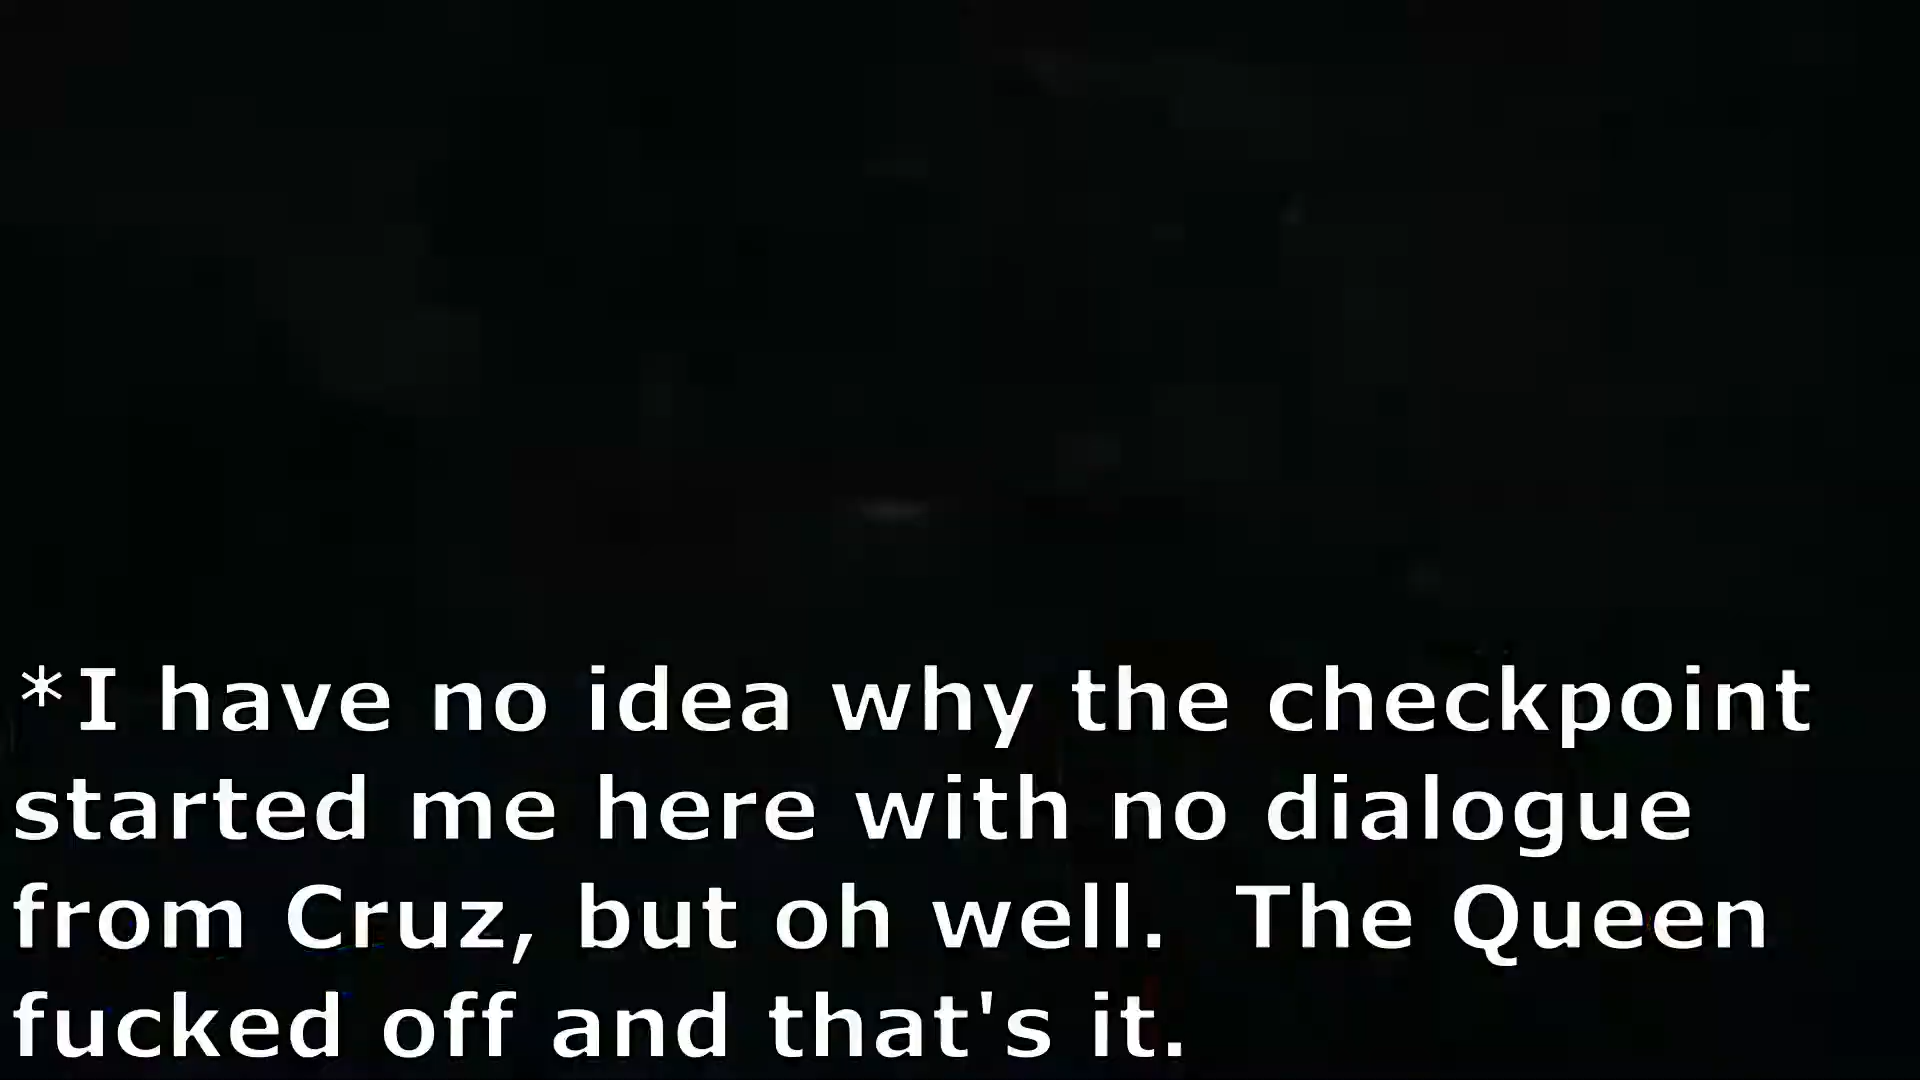 *I have no idea why the checkpoint
started me here with no dialogue
from Cruz, but oh well.  The Queen
fucked off and that's it.